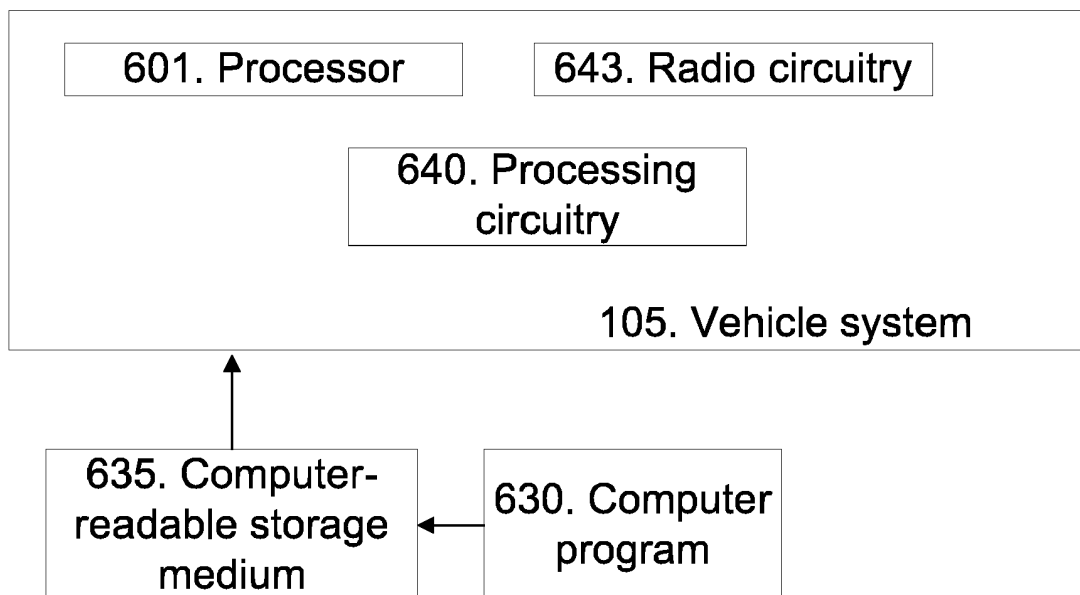 601. Processor
643. Radio circuitry
640. Processing
circuitry
105. Vehicle system
635. Computer-
readable storage
medium
630. Computer
program